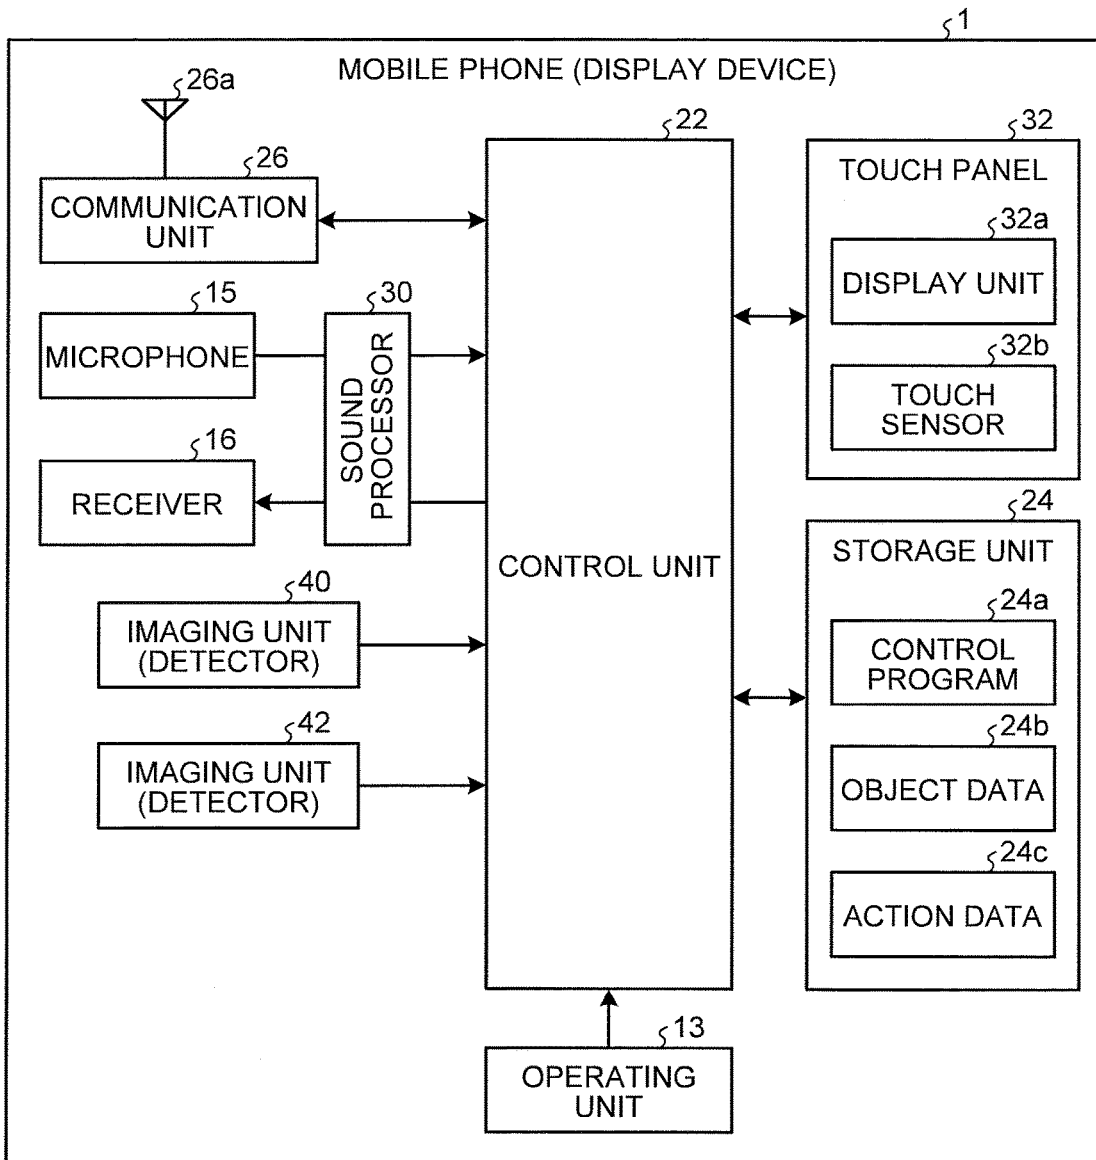 1
MOBILE PHONE (DISPLAY DEVICE)
26a
26
COMMUNICATION
UNIT
15
MICROPHONE
30
SOUND
PROCESSOR
16
RECEIVER
40
IMAGING UNIT
(DETECTOR)
42
IMAGING UNIT
(DETECTOR)
22
CONTROL UNIT
13
OPERATING
UNIT
32
TOUCH PANEL
32a
DISPLAY UNIT
32b
TOUCH
SENSOR
24
STORAGE UNIT
24a
CONTROL
PROGRAM
24b
OBJECT DATA
24c
ACTION DATA